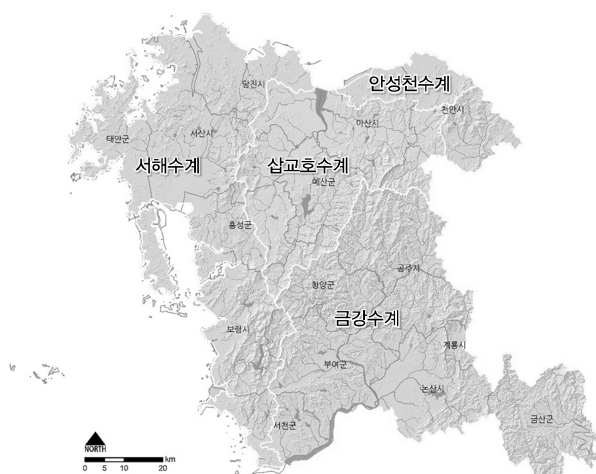 안성천수계
당진시
천안시
아산시
태안군
서산시
서해수계
삽교호수계
예산군
홍성군
공주시
청양군
금강수계
보령시
계룡시
부여군
논산시
금산군
서천군
NORTH
km
0 5 10 20